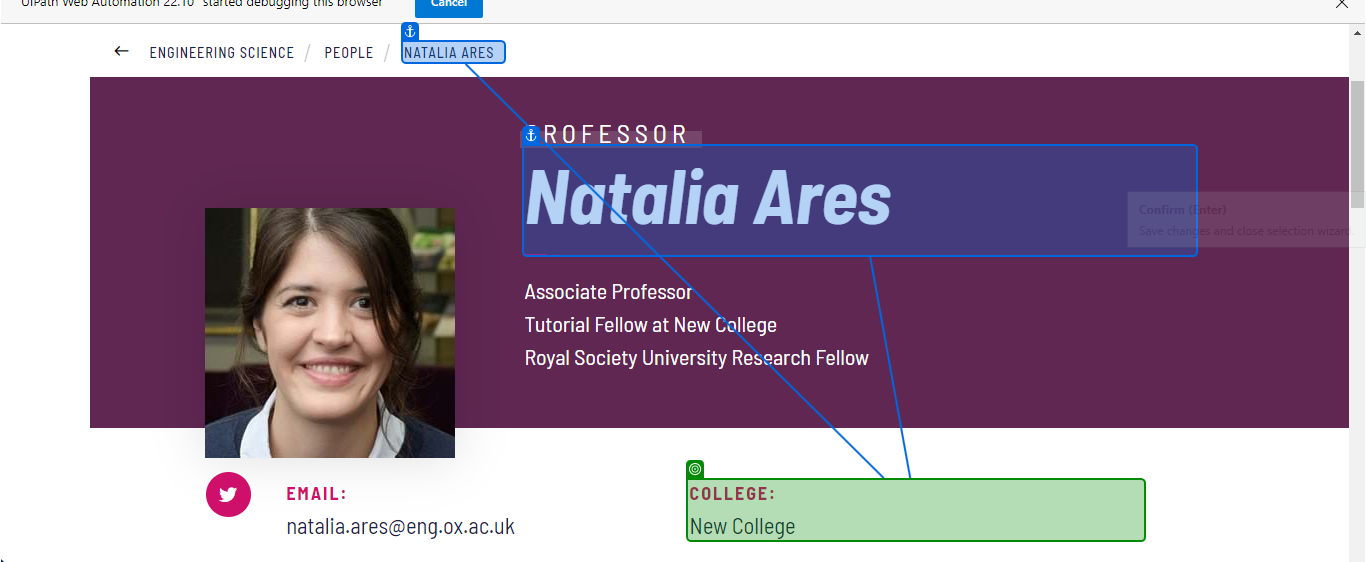 "UiPath Web Automation 22.10" started debugging this browser
Cancel
ENGINEERING SCIENCE / PEOPLE / NATALIA ARES
PROFESSOR
Natalia Ares
Confirm (Enter)
Save changes and close selection wizard.
Associate Professor
Tutorial Fellow at New College
Royal Society University Research Fellow
EMAIL:
natalia.ares@eng.ox.ac.uk
COLLEGE:
New College